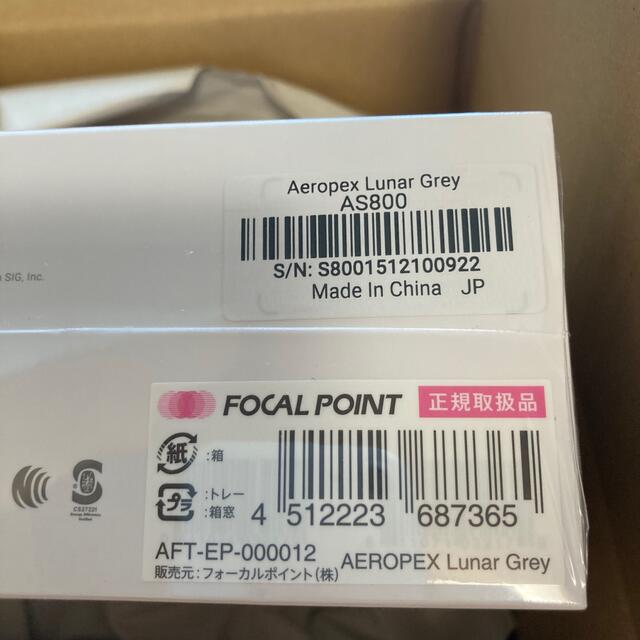 Aeropex Lunar Grey
AS800
S/N: S8001512100922
Made In China JP
SIG, Inc.
FOCAL POINT 正規取扱品
紙 :箱
プラ :トレー
:箱窓
4 512223 687365
AFT-EP-000012 AEROPEX Lunar Grey
販売元:フォーカルポイント(株)